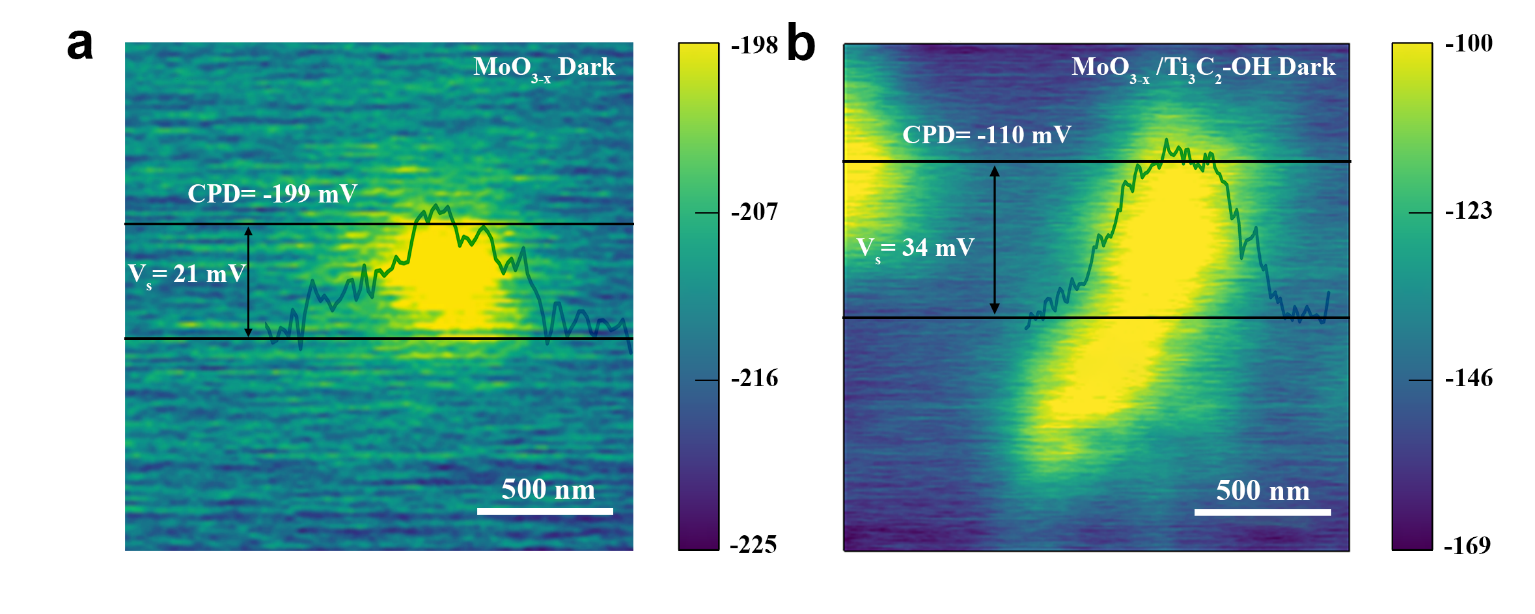 a
MoO₃₋ₓ Dark
CPD= -199 mV
Vₛ= 21 mV
500 nm
-198
-207
-216
-225
b
MoO₃₋ₓ /Ti₃C₂-OH Dark
CPD= -110 mV
Vₛ= 34 mV
500 nm
-100
-123
-146
-169